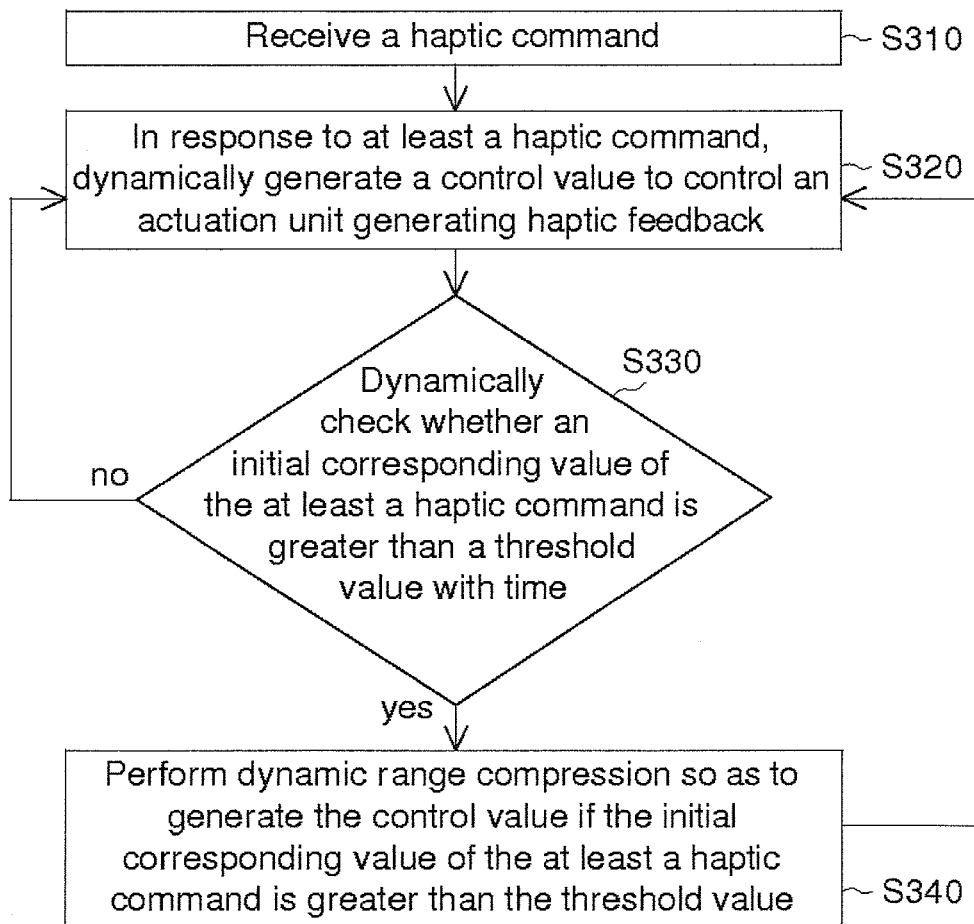 Receive a haptic command
S310
In response to at least a haptic command,
dynamically generate a control value to control an
actuation unit generating haptic feedback
S320
Dynamically
check whether an
initial corresponding value of
the at least a haptic command is
greater than a threshold
value with time
S330
no
yes
Perform dynamic range compression so as to
generate the control value if the initial
corresponding value of the at least a haptic
command is greater than the threshold value
S340